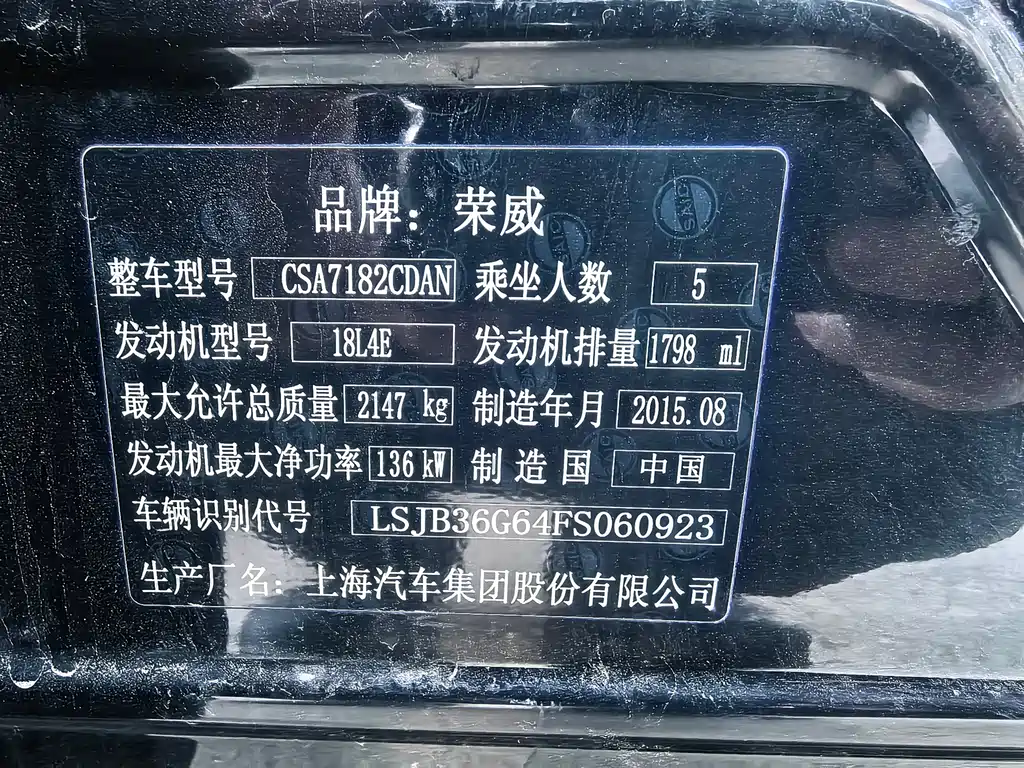 品牌：荣威
整车型号 CSA7182CDAN 乘坐人数 5
发动机型号 18L4E 发动机排量 1798 ml
最大允许总质量 2147 kg 制造年月 2015.08
发动机最大净功率 136 kW 制造国 中国
车辆识别代号 LSJB36G64FS060923
生产厂名：上海汽车集团股份有限公司